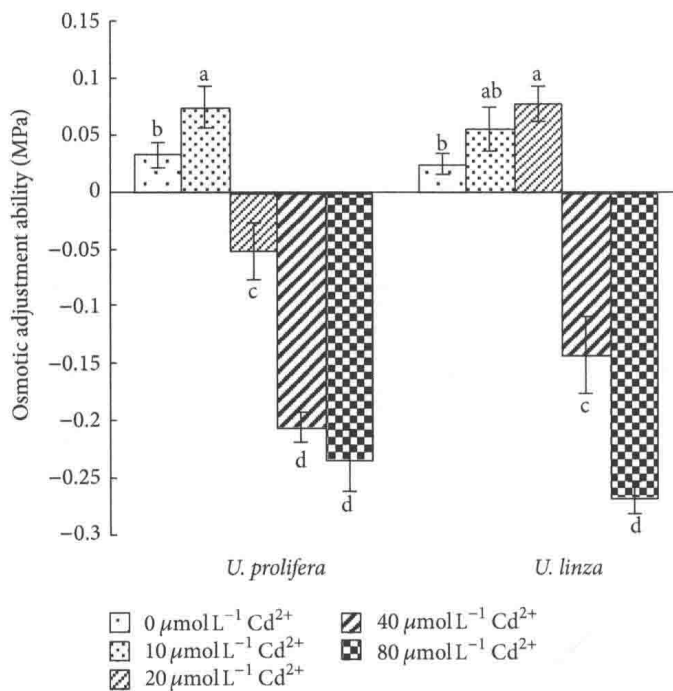 Osmotic adjustment ability (MPa)
0.15
0.1
0.05
0
−0.05
−0.1
−0.15
−0.2
−0.25
−0.3
b
a
c
d
d
b
ab
a
c
d
U. prolifera
U. linza
0 μmol L⁻¹ Cd²⁺
10 μmol L⁻¹ Cd²⁺
20 μmol L⁻¹ Cd²⁺
40 μmol L⁻¹ Cd²⁺
80 μmol L⁻¹ Cd²⁺